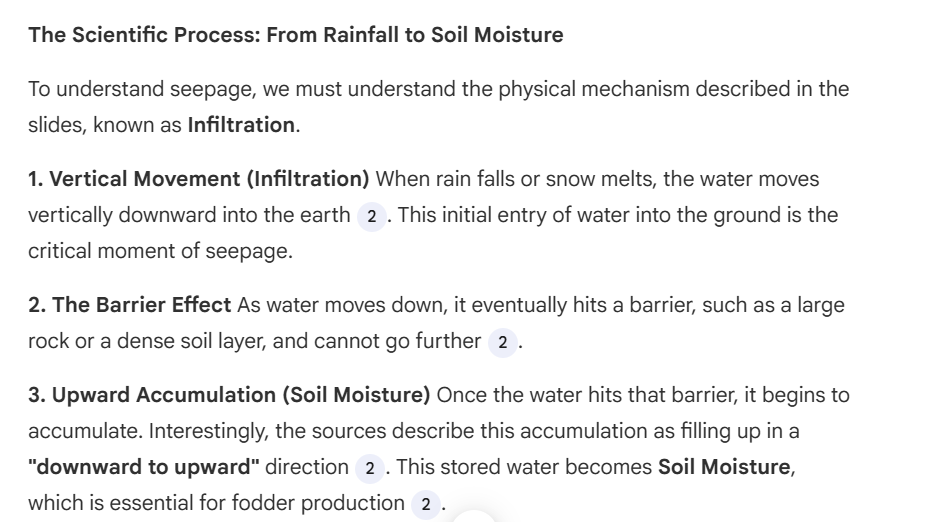 The Scientific Process: From Rainfall to Soil Moisture
To understand seepage, we must understand the physical mechanism described in the
slides, known as Infiltration.
1. Vertical Movement (Infiltration) When rain falls or snow melts, the water moves
vertically downward into the earth 2 . This initial entry of water into the ground is the
critical moment of seepage.
2. The Barrier Effect As water moves down, it eventually hits a barrier, such as a large
rock or a dense soil layer, and cannot go further 2 .
3. Upward Accumulation (Soil Moisture) Once the water hits that barrier, it begins to
accumulate. Interestingly, the sources describe this accumulation as filling up in a
"downward to upward" direction 2 . This stored water becomes Soil Moisture,
which is essential for fodder production 2 .